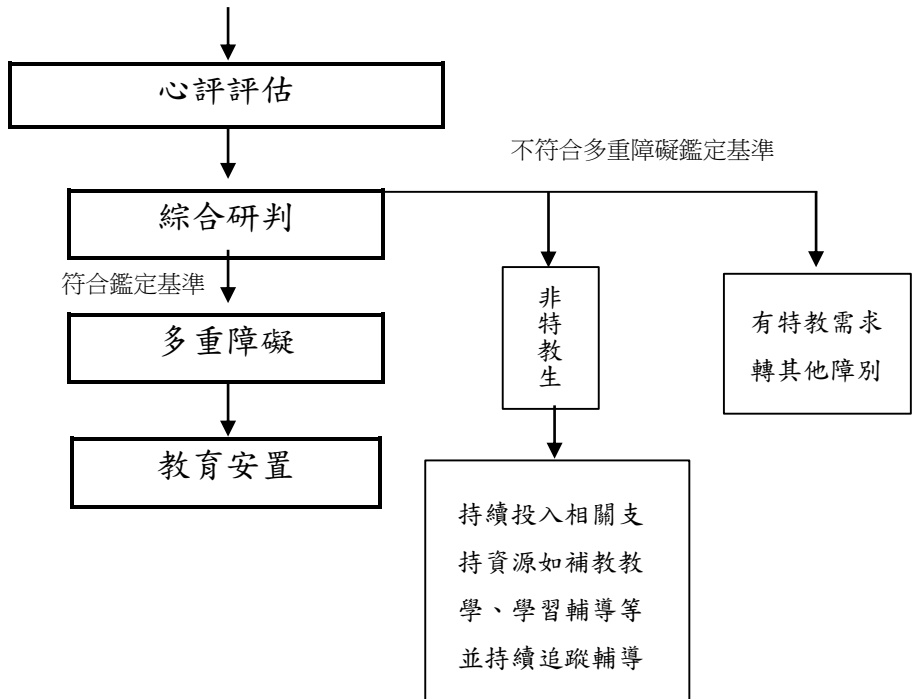 心評評估
不符合多重障礙鑑定基準
綜合研判
符合鑑定基準
非特教生
有特教需求
轉其他障別
多重障礙
教育安置
持續投入相關支
持資源如補教教
學、學習輔導等
並持續追蹤輔導